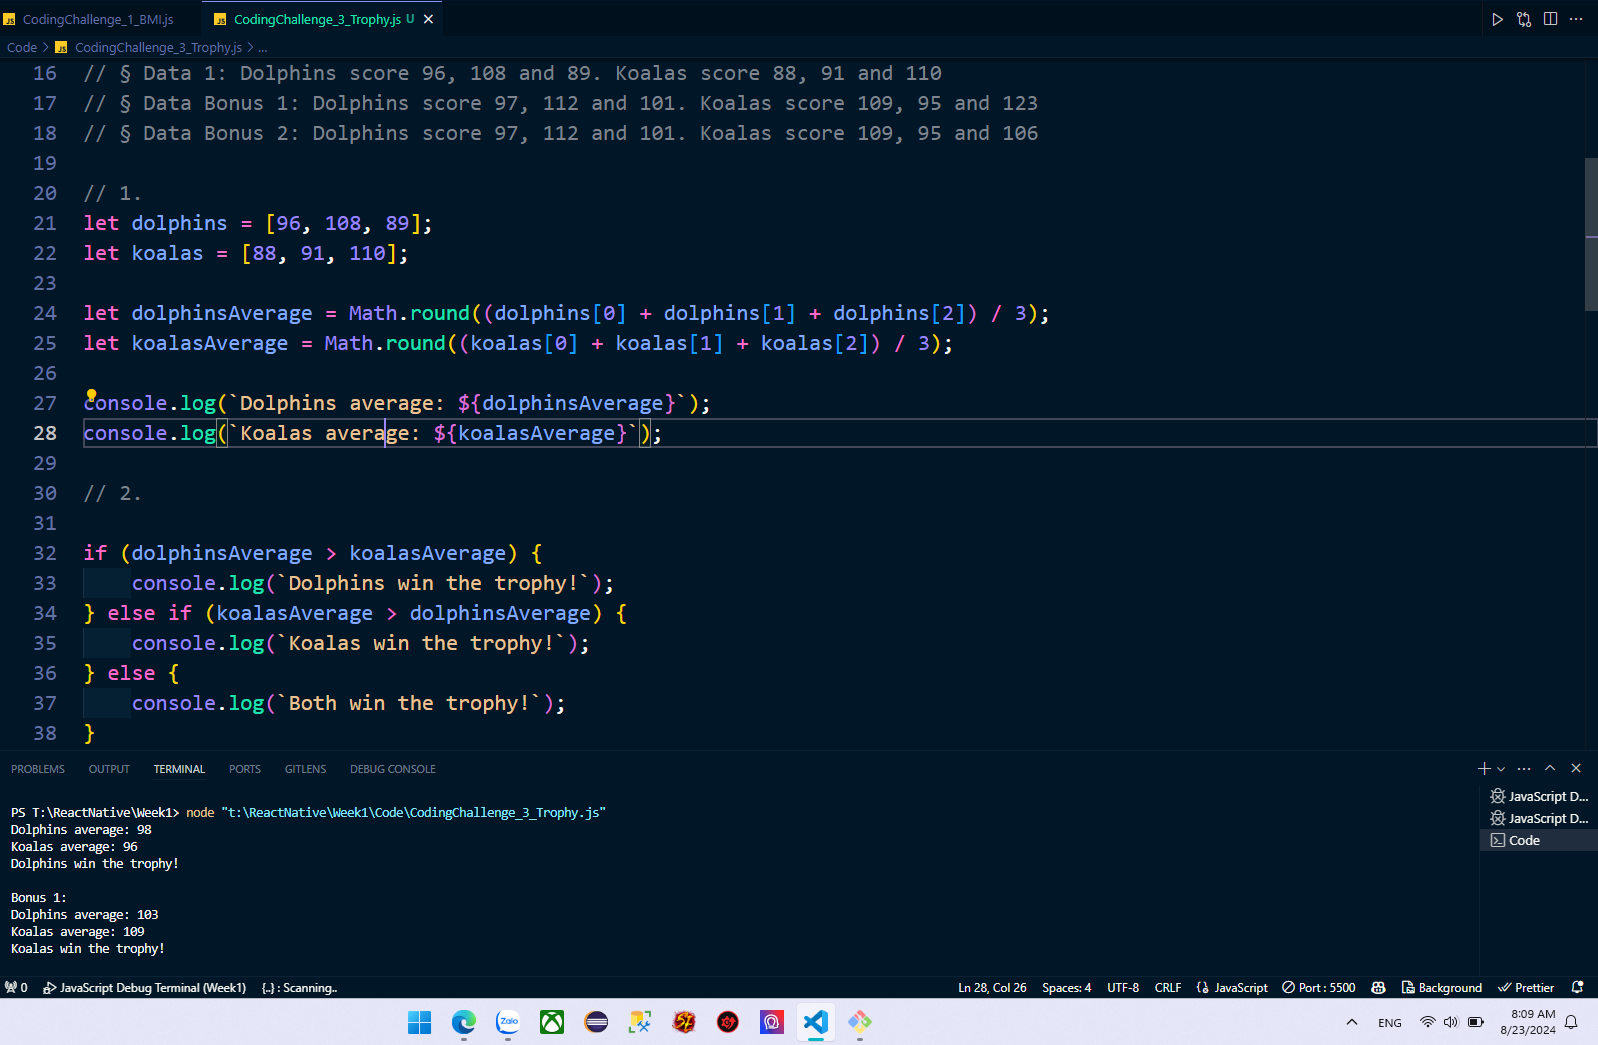 CodingChallenge_1_BMI.js
CodingChallenge_3_Trophy.js U
Code > JS CodingChallenge_3_Trophy.js > ...
16 // § Data 1: Dolphins score 96, 108 and 89. Koalas score 88, 91 and 110
17 // § Data Bonus 1: Dolphins score 97, 112 and 101. Koalas score 109, 95 and 123
18 // § Data Bonus 2: Dolphins score 97, 112 and 101. Koalas score 109, 95 and 106
19
20 // 1.
21 let dolphins = [96, 108, 89];
22 let koalas = [88, 91, 110];
23
24 let dolphinsAverage = Math.round((dolphins[0] + dolphins[1] + dolphins[2]) / 3);
25 let koalasAverage = Math.round((koalas[0] + koalas[1] + koalas[2]) / 3);
26
27 console.log(`Dolphins average: ${dolphinsAverage}`);
28 console.log(`Koalas average: ${koalasAverage}`);
29
30 // 2.
31
32 if (dolphinsAverage > koalasAverage) {
33     console.log(`Dolphins win the trophy!`);
34 } else if (koalasAverage > dolphinsAverage) {
35     console.log(`Koalas win the trophy!`);
36 } else {
37     console.log(`Both win the trophy!`);
38 }
PROBLEMS OUTPUT TERMINAL PORTS GITLENS DEBUG CONSOLE
PS T:\ReactNative\Week1> node "t:\ReactNative\Week1\Code\CodingChallenge_3_Trophy.js"
Dolphins average: 98
Koalas average: 96
Dolphins win the trophy!
Bonus 1:
Dolphins average: 103
Koalas average: 109
Koalas win the trophy!
JavaScript D...
JavaScript D...
Code
0 JavaScript Debug Terminal (Week1) {..} : Scanning.. Ln 28, Col 26 Spaces: 4 UTF-8 CRLF JavaScript Port : 5500 Background Prettier
Zalo
ENG
8:09 AM
8/23/2024